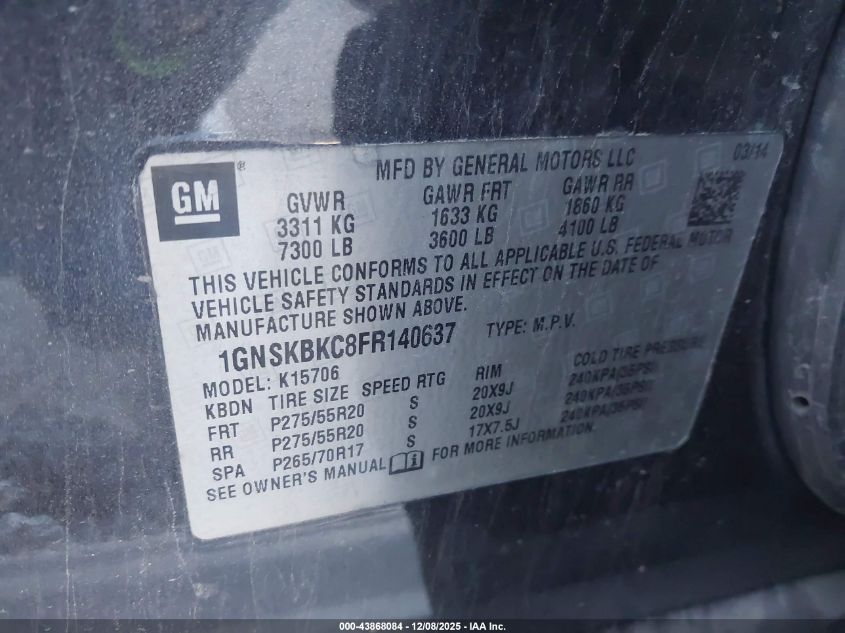 MFD BY GENERAL MOTORS LLC 03/14
GM ®
GVWR GAWR FRT GAWR RR
3311 KG 1633 KG 1860 KG
7300 LB 3600 LB 4100 LB
THIS VEHICLE CONFORMS TO ALL APPLICABLE U.S. FEDERAL MOTOR
VEHICLE SAFETY STANDARDS IN EFFECT ON THE DATE OF
MANUFACTURE SHOWN ABOVE.
1GNSKBKC8FR140637 TYPE: M.P.V.
MODEL: K15706
KBDN TIRE SIZE SPEED RTG RIM COLD TIRE PRESSURE
FRT P275/55R20 S 20X9J 240KPA(35PSI)
RR P275/55R20 S 20X9J 240KPA(35PSI)
SPA P265/70R17 S 17X7.5J 240KPA(35PSI)
SEE OWNER'S MANUAL FOR MORE INFORMATION.
000-43868084 - 12/08/2025 - IAA Inc.